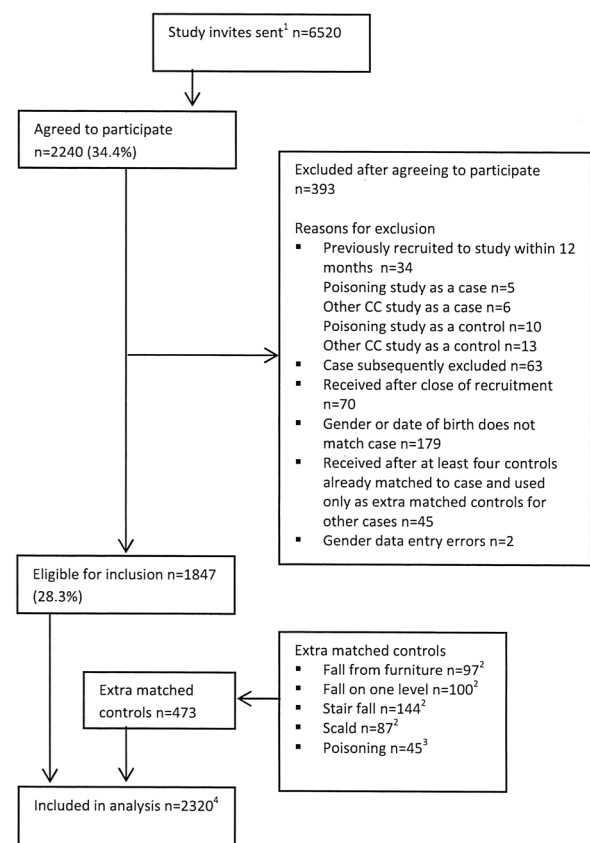 Study invites sent¹ n=6520
Agreed to participate
n=2240 (34.4%)
Excluded after agreeing to participate
n=393
Reasons for exclusion
▪ Previously recruited to study within 12
months n=34
Poisoning study as a case n=5
Other CC study as a case n=6
Poisoning study as a control n=10
Other CC study as a control n=13
▪ Case subsequently excluded n=63
▪ Received after close of recruitment
n=70
▪ Gender or date of birth does not
match case n=179
▪ Received after at least four controls
already matched to case and used
only as extra matched controls for
other cases n=45
▪ Gender data entry errors n=2
Eligible for inclusion n=1847
(28.3%)
Extra matched controls
▪ Fall from furniture n=97²
▪ Fall on one level n=100²
▪ Stair fall n=144²
▪ Scald n=87²
▪ Poisoning n=45³
Extra matched
controls n=473
Included in analysis n=2320⁴